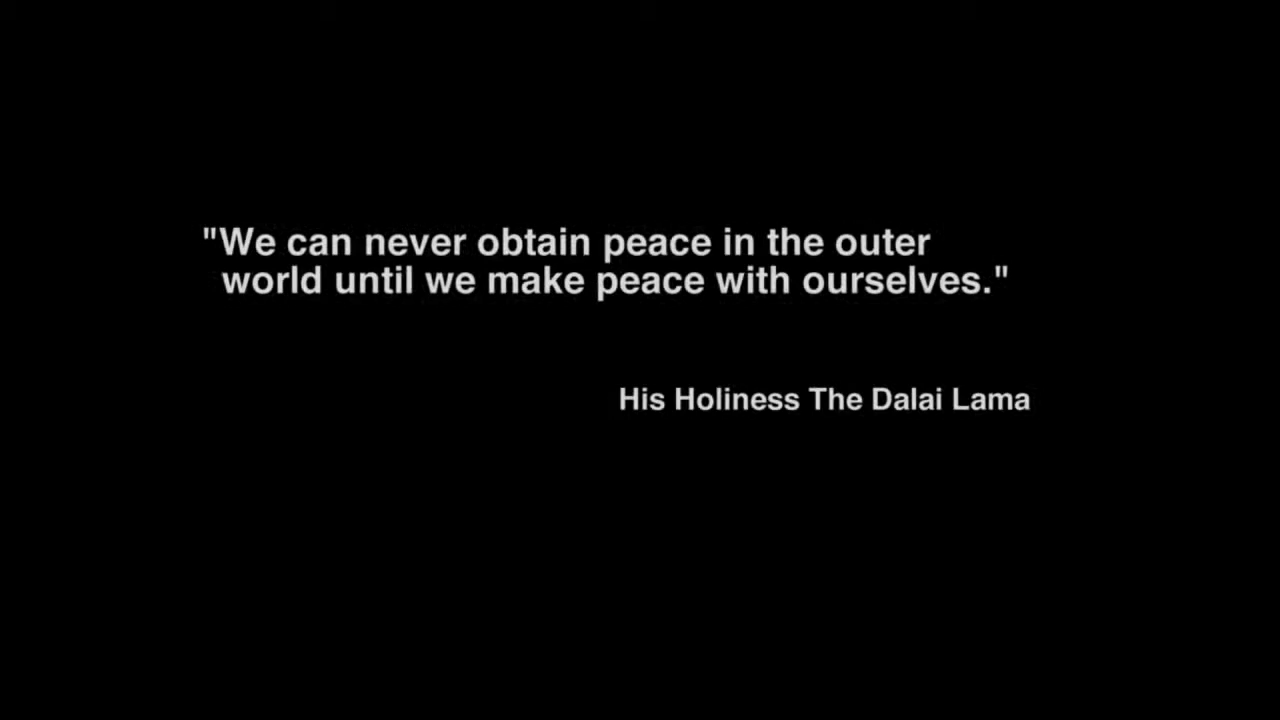 "We can never obtain peace in the outer
world until we make peace with ourselves."
His Holiness The Dalai Lama